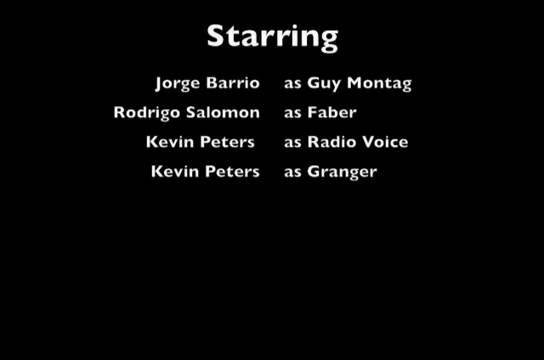 Starring
Jorge Barrio as Guy Montag
Rodrigo Salomon as Faber
Kevin Peters as Radio Voice
Kevin Peters as Granger